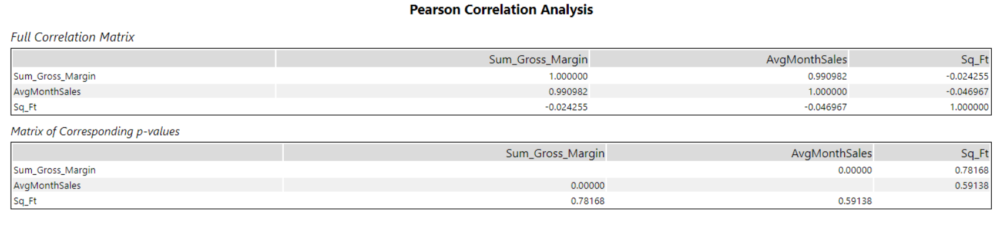 Pearson Correlation Analysis
Full Correlation Matrix
Sum_Gross_Margin AvgMonthSales Sq_Ft
Sum_Gross_Margin 1.000000 0.990982 -0.024255
AvgMonthSales 0.990982 1.000000 -0.046967
Sq_Ft -0.024255 -0.046967 1.000000
Matrix of Corresponding p-values
Sum_Gross_Margin AvgMonthSales Sq_Ft
Sum_Gross_Margin 0.00000 0.78168
AvgMonthSales 0.00000 0.59138
Sq_Ft 0.78168 0.59138